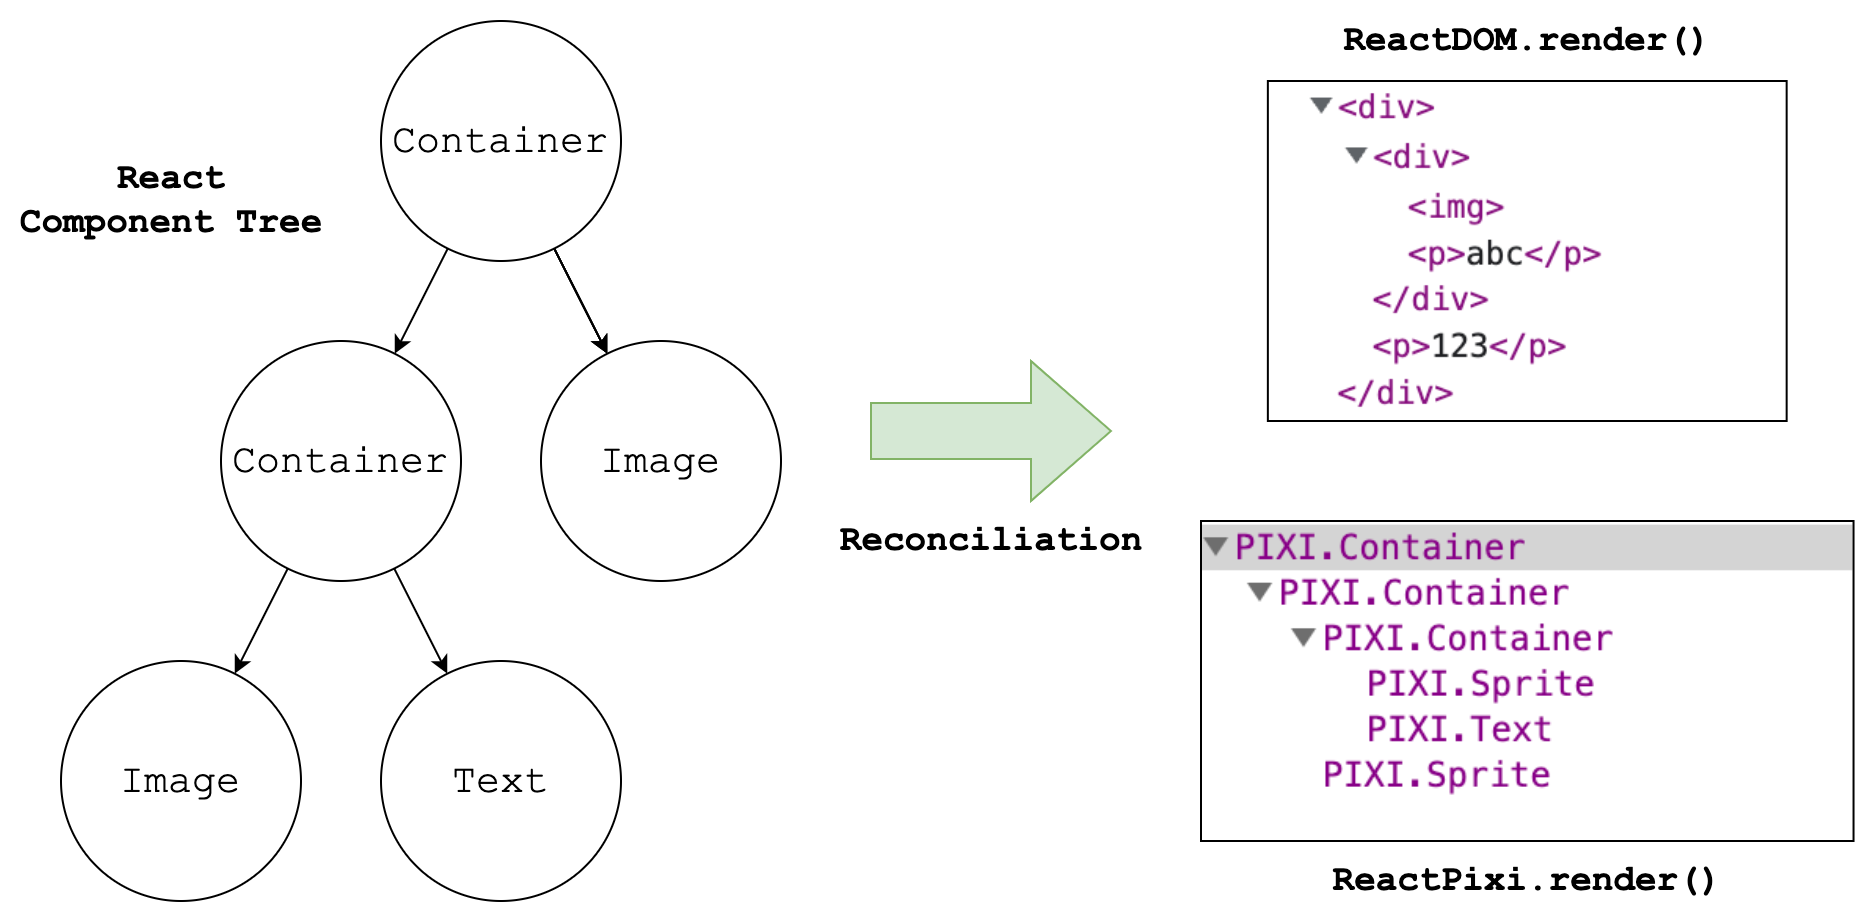 React
Component Tree
Container
Container
Image
Image
Text
Reconciliation
ReactDOM.render()
<div>
<div>
<img>
<p>abc</p>
</div>
<p>123</p>
</div>
PIXI.Container
PIXI.Container
PIXI.Container
PIXI.Sprite
PIXI.Text
PIXI.Sprite
ReactPixi.render()